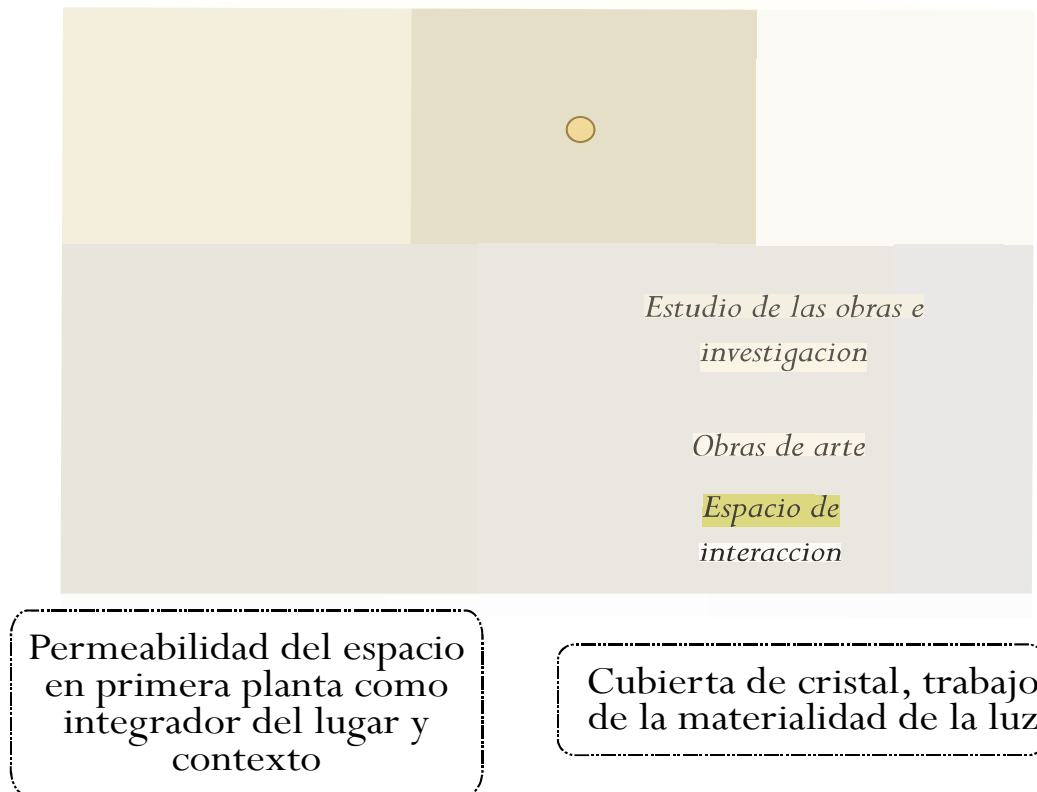 Estudio de las obras e
investigacion
Obras de arte
Espacio de
interaccion
Permeabilidad del espacio
en primera planta como
integrador del lugar y
contexto
Cubierta de cristal, trabajo
de la materialidad de la luz